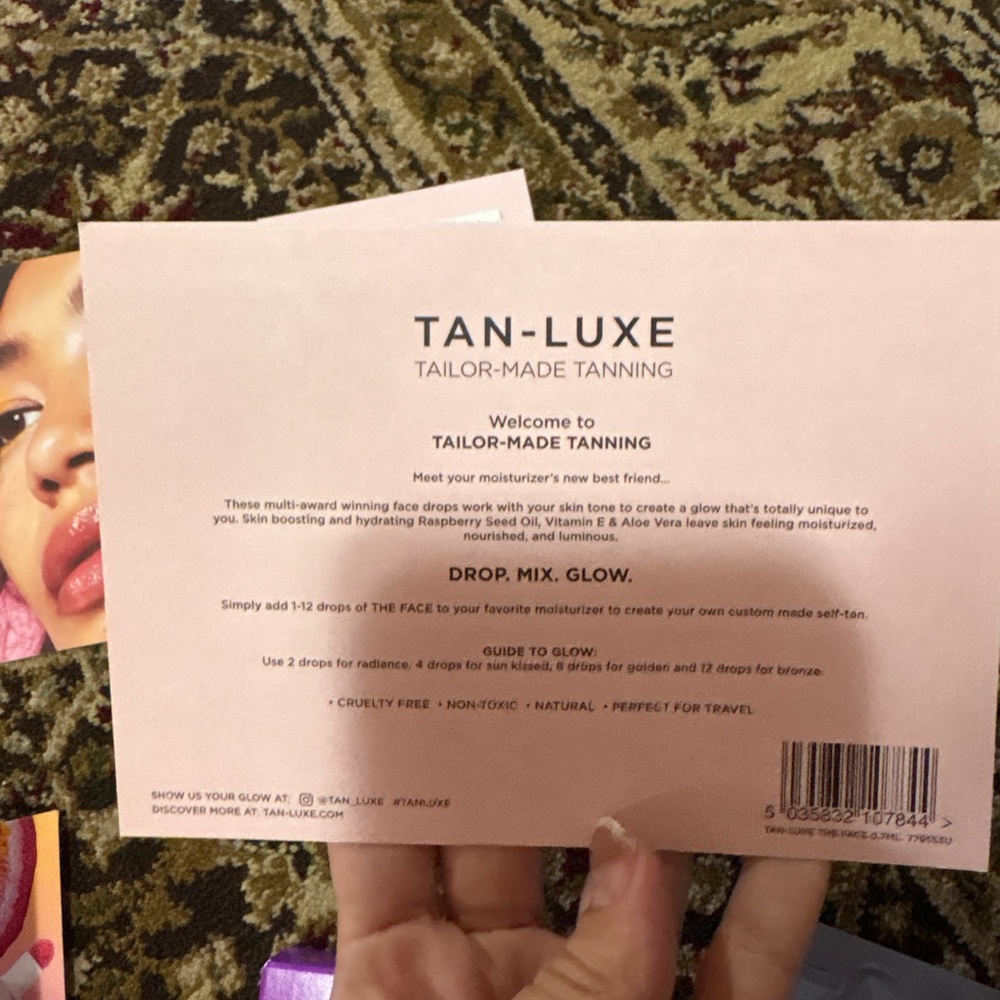 TAN-LUXE
TAILOR-MADE TANNING
Welcome to
TAILOR-MADE TANNING
Meet your moisturizer's new best friend...
These multi-award winning face drops work with your skin tone to create a glow that's totally unique to
you. Skin boosting and hydrating Raspberry Seed Oil, Vitamin E & Aloe Vera leave skin feeling moisturized,
nourished, and luminous.
DROP. MIX. GLOW.
Simply add 1-12 drops of THE FACE to your favorite moisturizer to create your own custom made self-tan.
GUIDE TO GLOW:
Use 2 drops for radiance, 4 drops for sun kissed, 8 drops for golden and 12 drops for bronze.
• CRUELTY FREE • NON-TOXIC • NATURAL • PERFECT FOR TRAVEL
SHOW US YOUR GLOW AT: @TAN_LUXE #TANLUXE
DISCOVER MORE AT: TAN-LUXE.COM
5 035832 107844 >
TAN-LUXE THE FACE 0.7ML